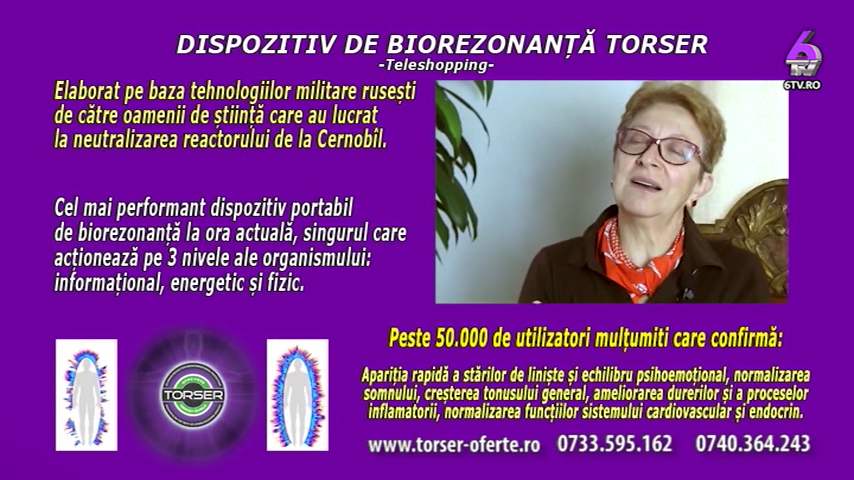 DISPOZITIV DE BIOREZONANȚĂ TORSER
-Teleshopping-
6
TV
6TV.RO
Elaborat pe baza tehnologiilor militare rusești
de către oamenii de știință care au lucrat
la neutralizarea reactorului de la Cernobîl.
Cel mai performant dispozitiv portabil
de biorezonanță la ora actuală, singurul care
acționează pe 3 nivele ale organismului:
informațional, energetic și fizic.
TORSER
Peste 50.000 de utilizatori mulțumiti care confirmă:
Apariția rapidă a stărilor de liniște și echilibru psihoemoțional, normalizarea
somnului, creșterea tonusului general, ameliorarea durerilor și a proceselor
inflamatorii, normalizarea funcțiilor sistemului cardiovascular și endocrin.
www.torser-oferte.ro 0733.595.162 0740.364.243